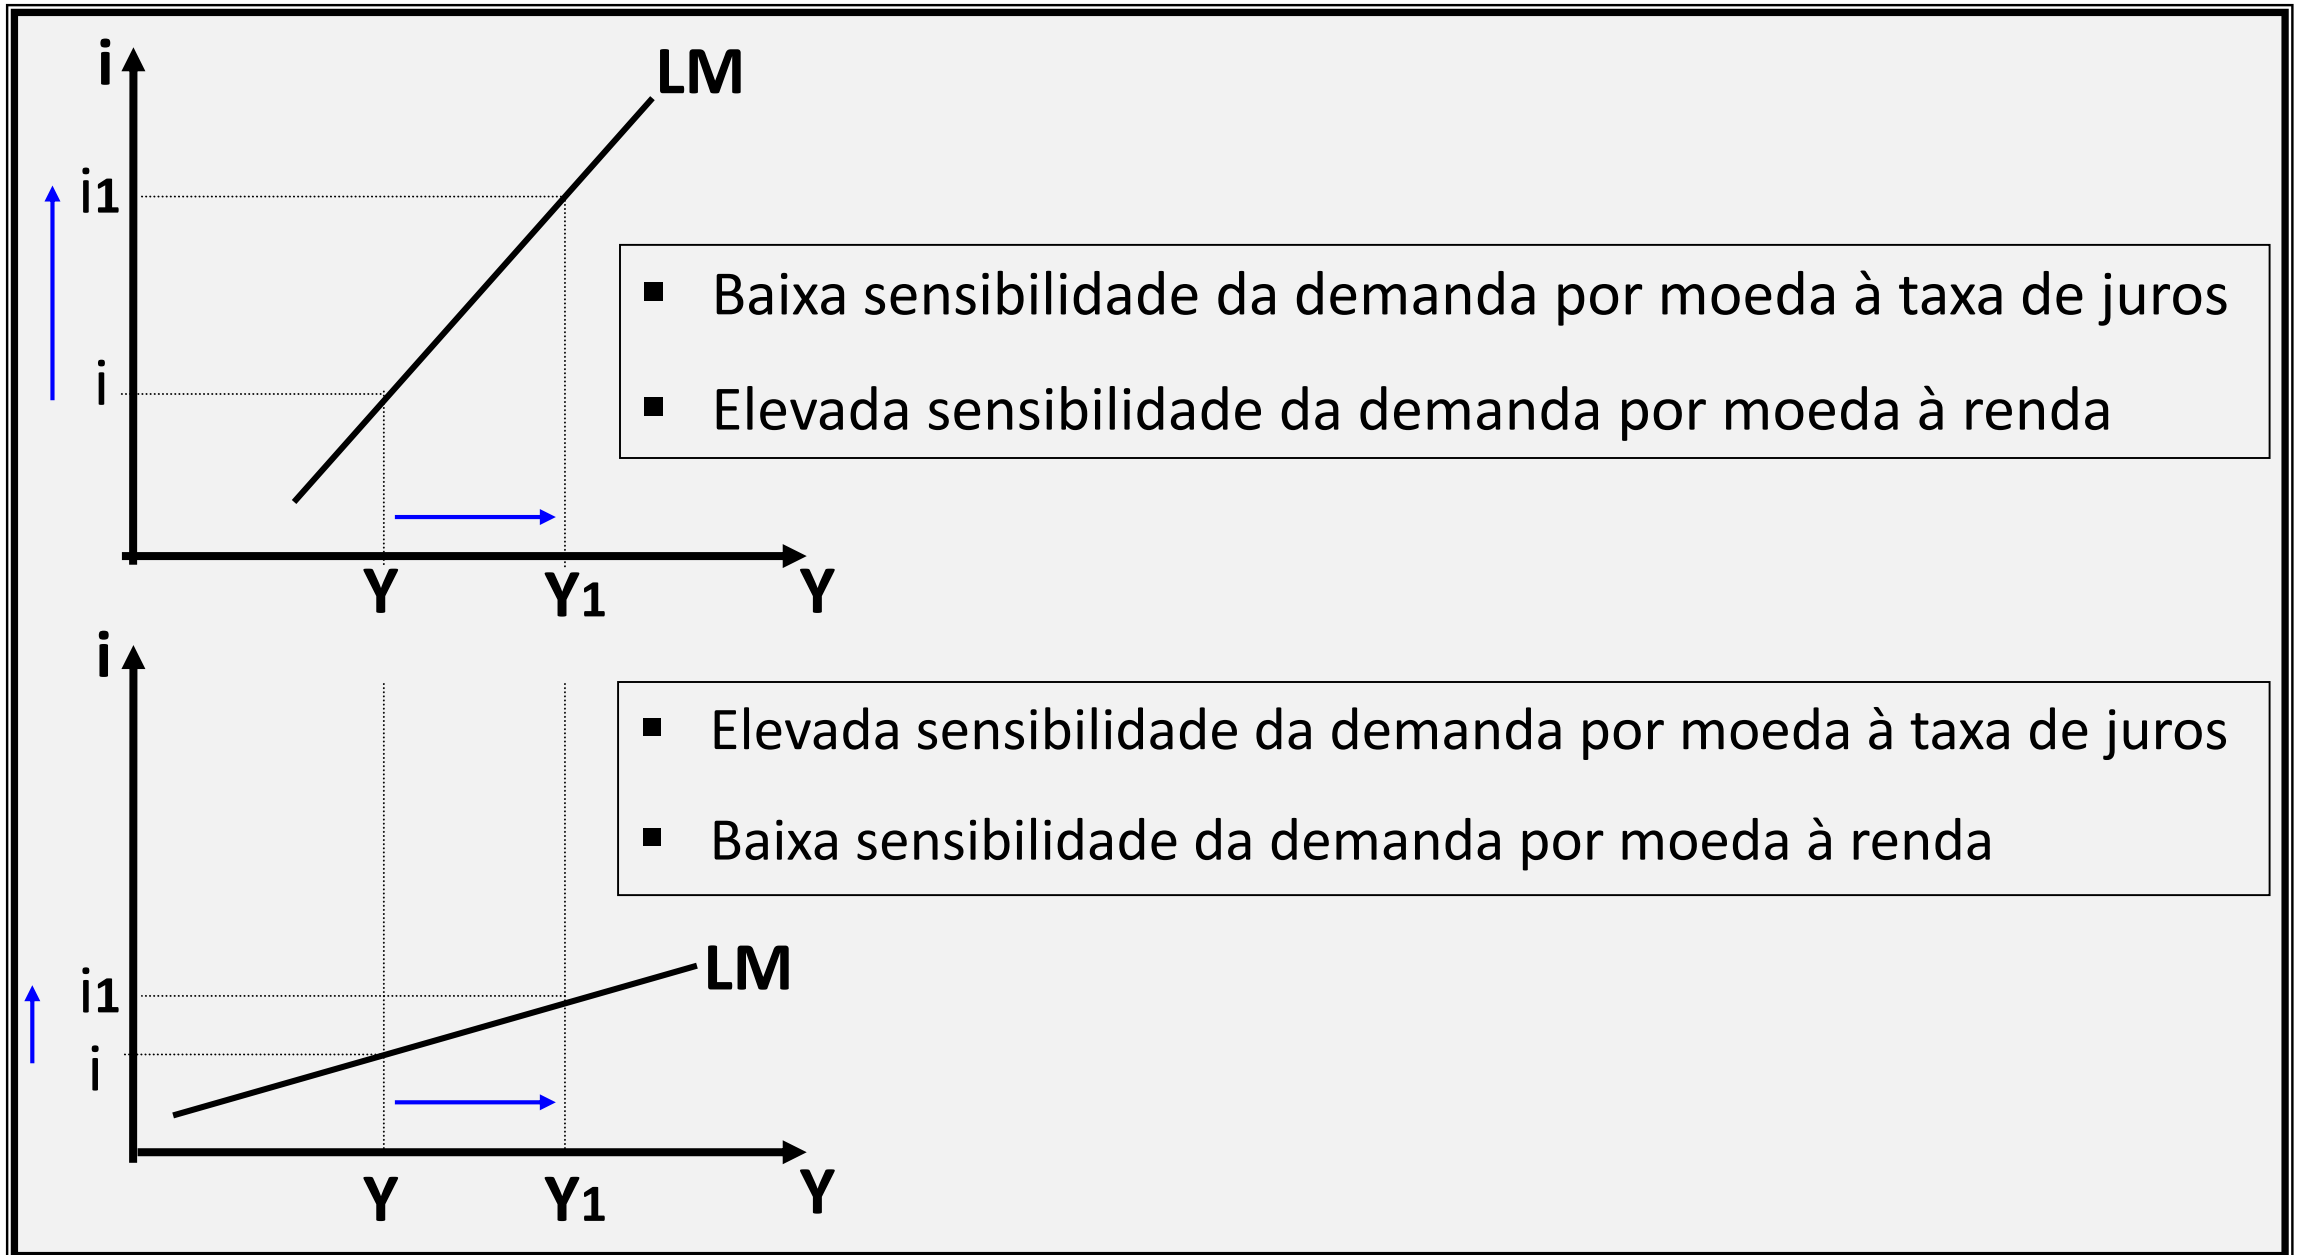 i
LM
i1
▪ Baixa sensibilidade da demanda por moeda à taxa de juros
i
▪ Elevada sensibilidade da demanda por moeda à renda
Y
Y1
Y
i
▪ Elevada sensibilidade da demanda por moeda à taxa de juros
▪ Baixa sensibilidade da demanda por moeda à renda
LM
i1
i
Y
Y1
Y